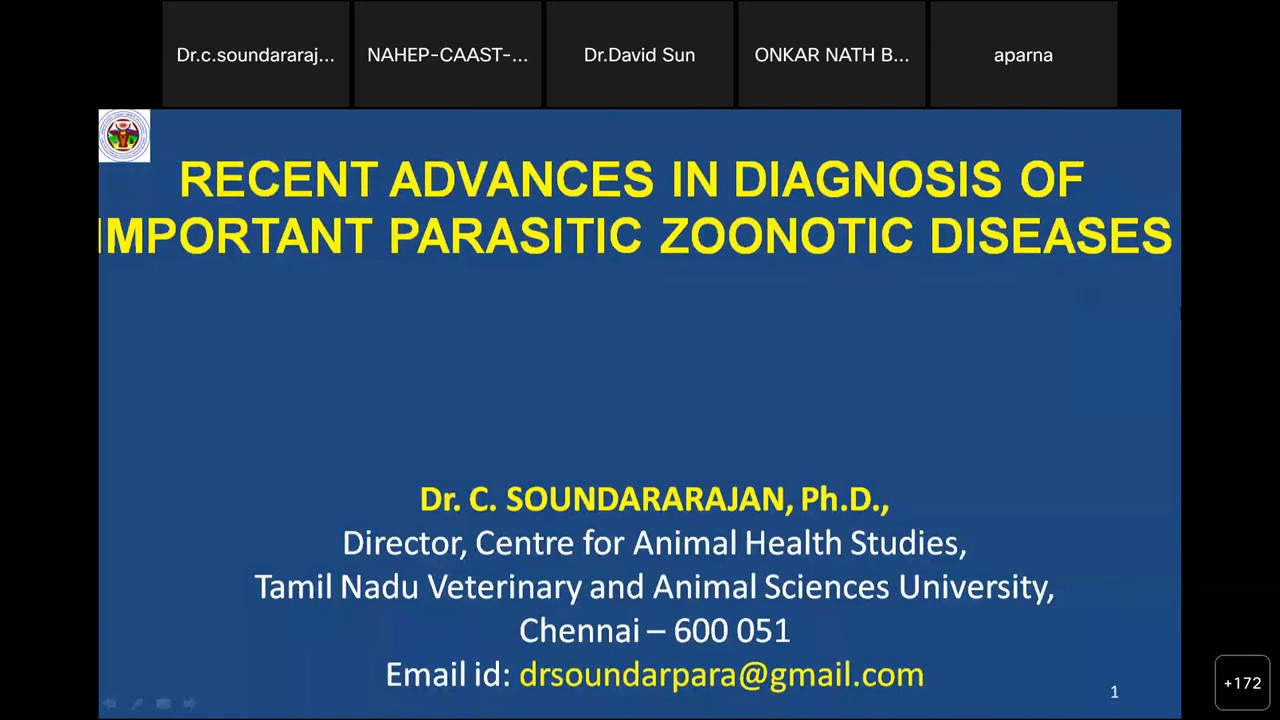 Dr.c.soundararaj...
NAHEP-CAAST-...
Dr.David Sun
ONKAR NATH B...
aparna
RECENT ADVANCES IN DIAGNOSIS OF
IMPORTANT PARASITIC ZOONOTIC DISEASES
Dr. C. SOUNDARARAJAN, Ph.D.,
Director, Centre for Animal Health Studies,
Tamil Nadu Veterinary and Animal Sciences University,
Chennai – 600 051
Email id: drsoundarpara@gmail.com
1
+172